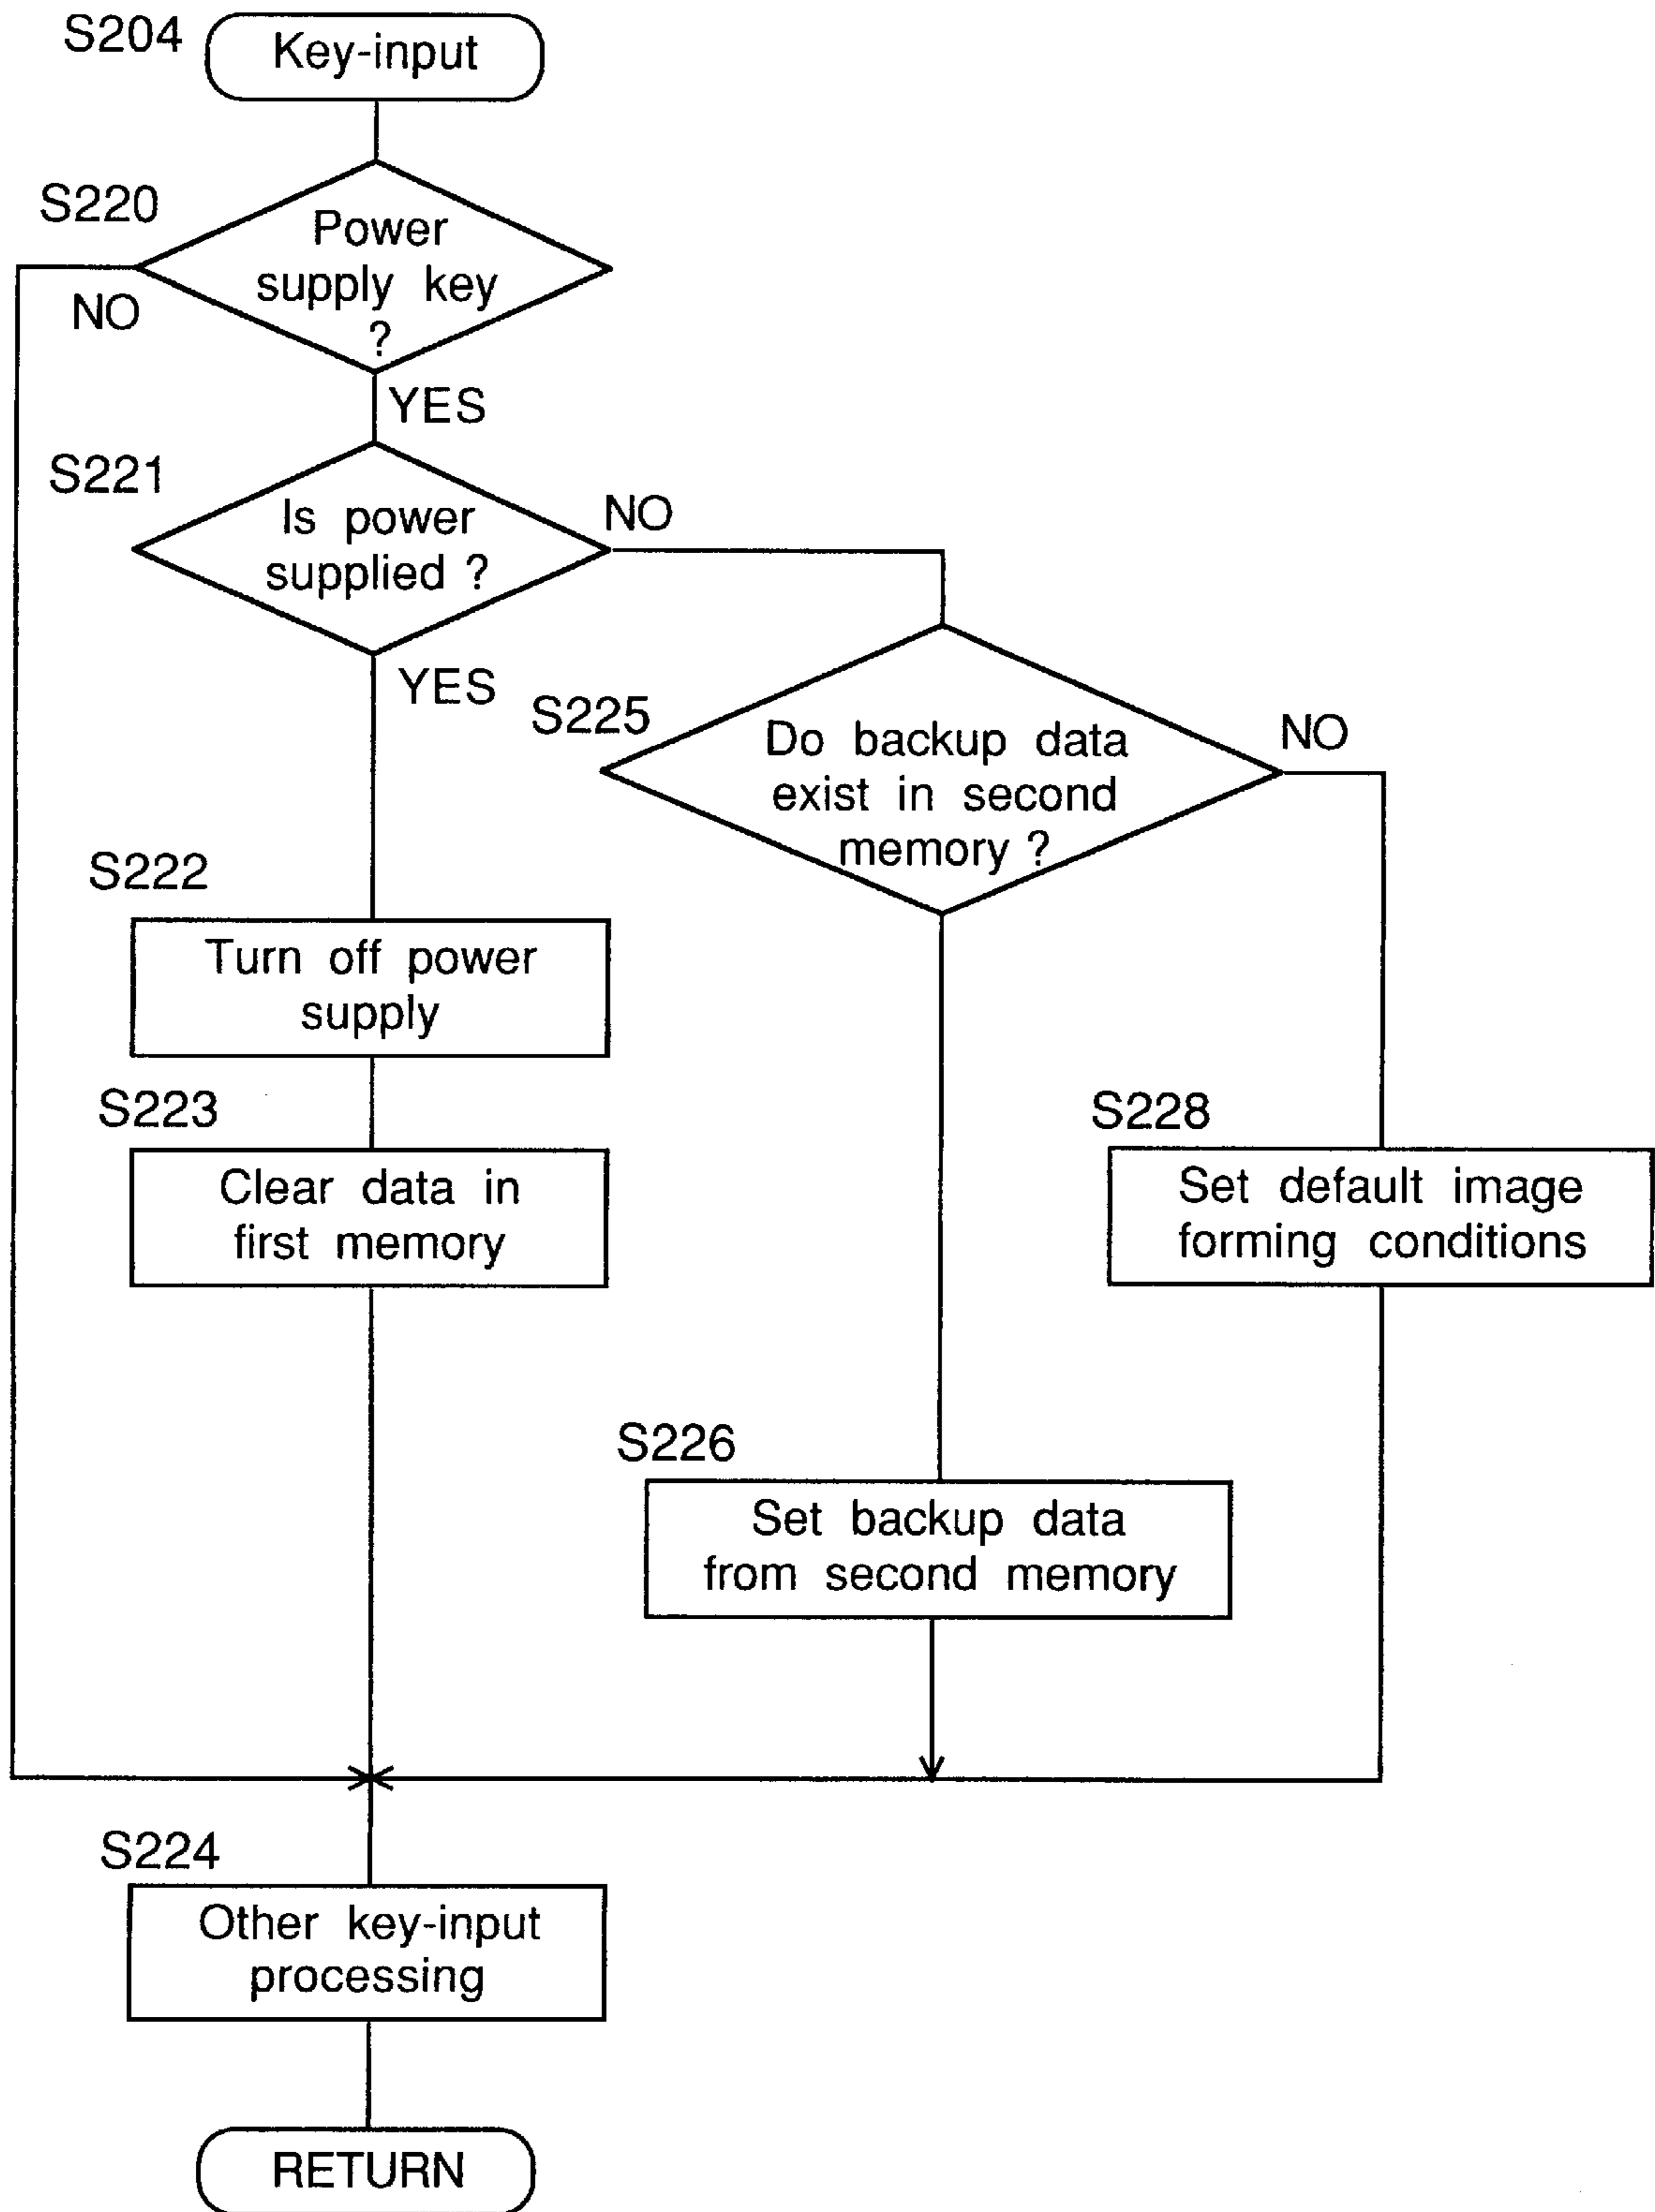 S204
Key-input
S220
Power
supply key
?
NO
YES
S221
Is power
supplied ?
NO
YES
S225
Do backup data
exist in second
memory ?
NO
S222
Turn off power
supply
S223
Clear data in
first memory
S228
Set default image
forming conditions
S226
Set backup data
from second memory
S224
Other key-input
processing
RETURN